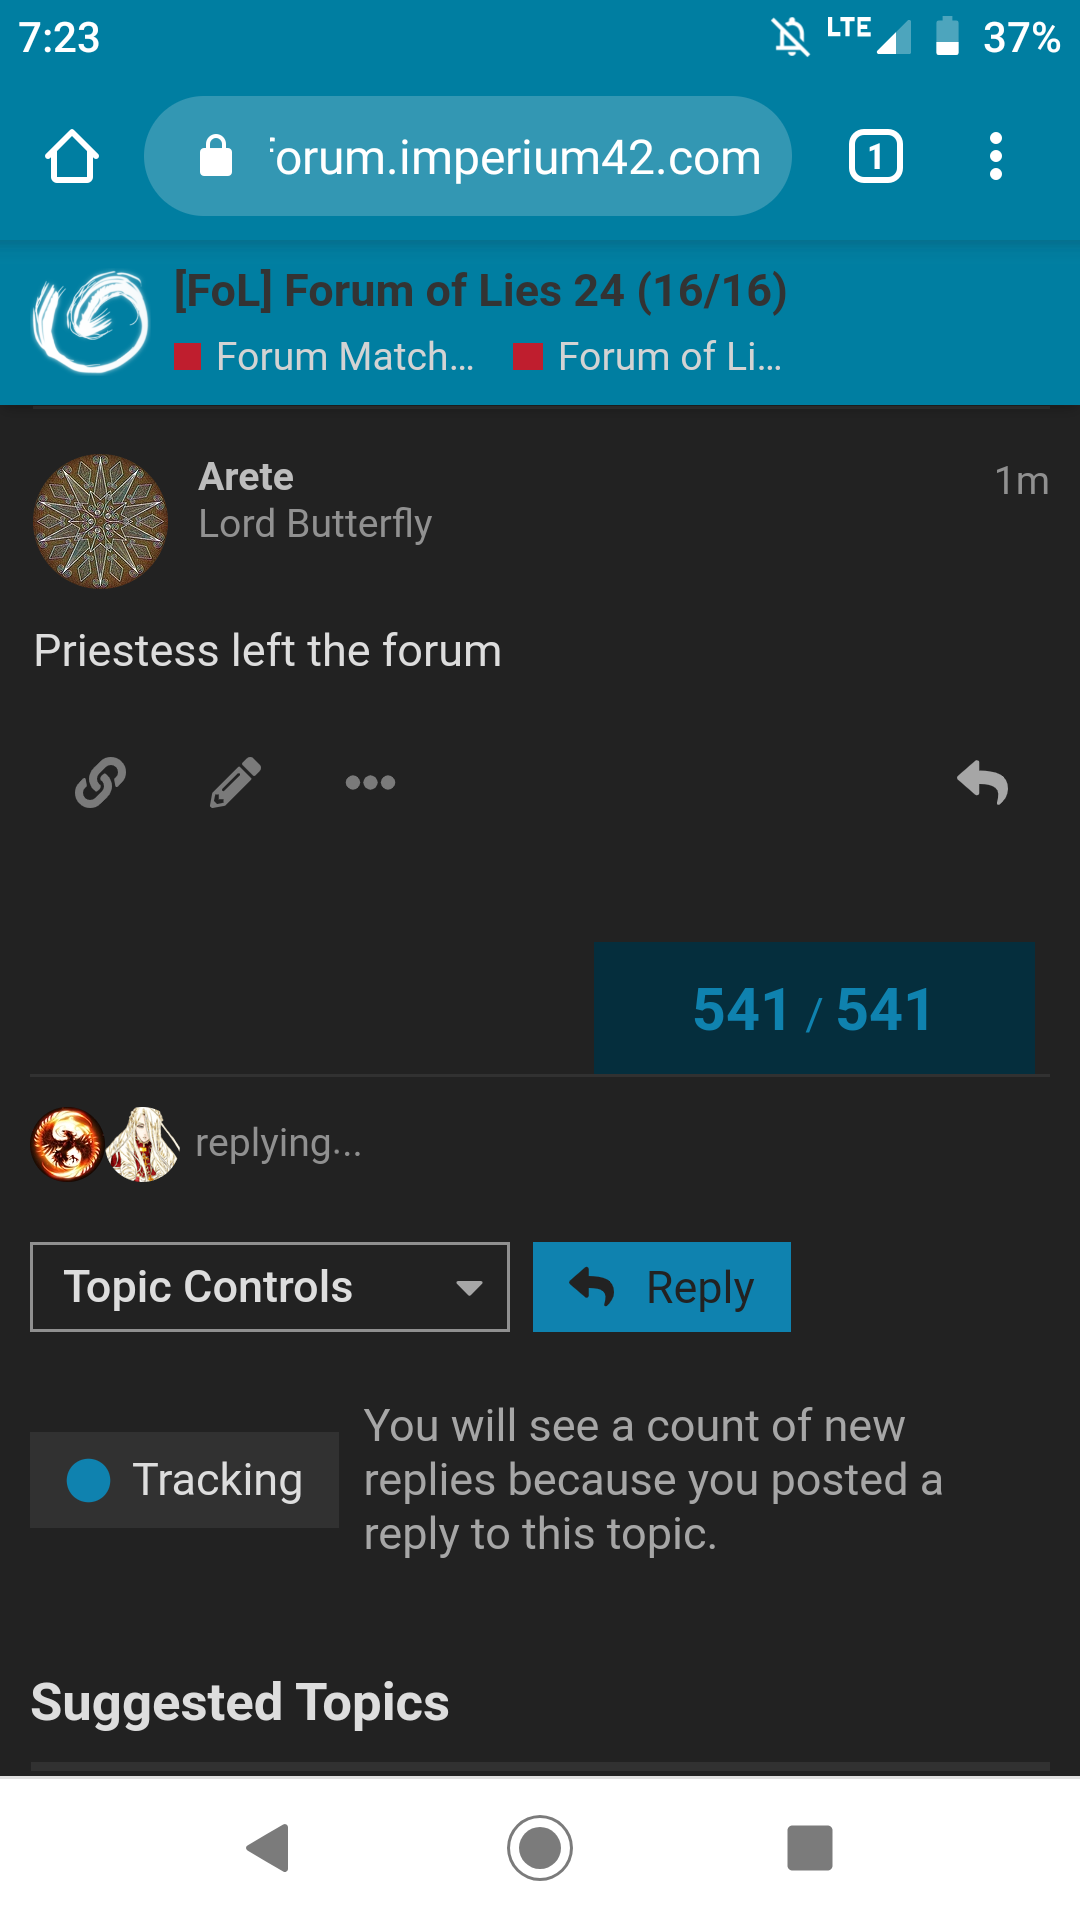 7:23
LTE
37%
forum.imperium42.com
1
[FoL] Forum of Lies 24 (16/16)
Forum Match...
Forum of Li...
Arete
1m
Lord Butterfly
Priestess left the forum
541 / 541
replying...
Topic Controls
Reply
Tracking
You will see a count of new
replies because you posted a
reply to this topic.
Suggested Topics